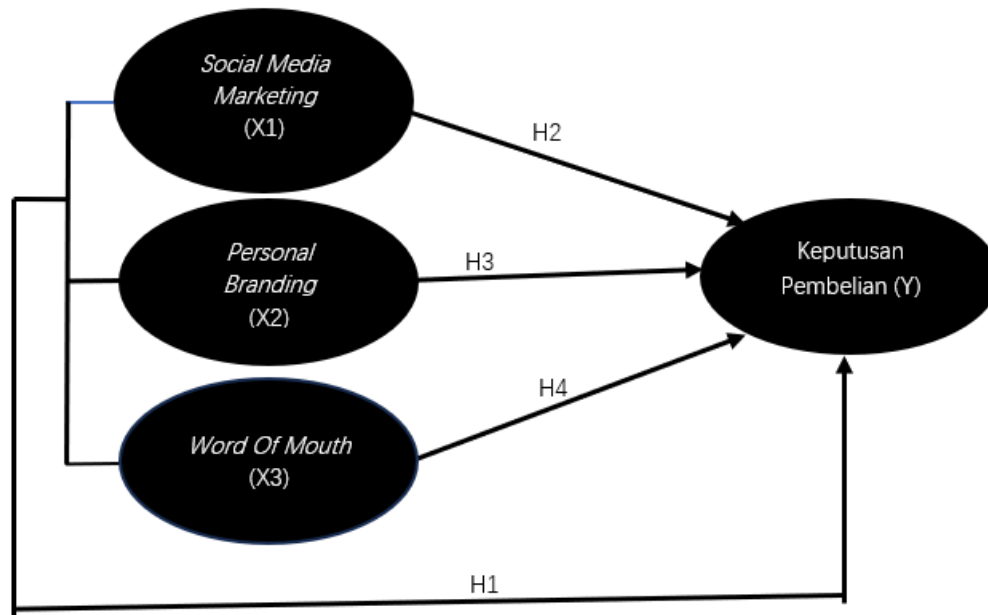 Social Media
Marketing
(X1)
H2
Personal
Branding
(X2)
H3
Keputusan
Pembelian (Y)
Word Of Mouth
(X3)
H4
H1